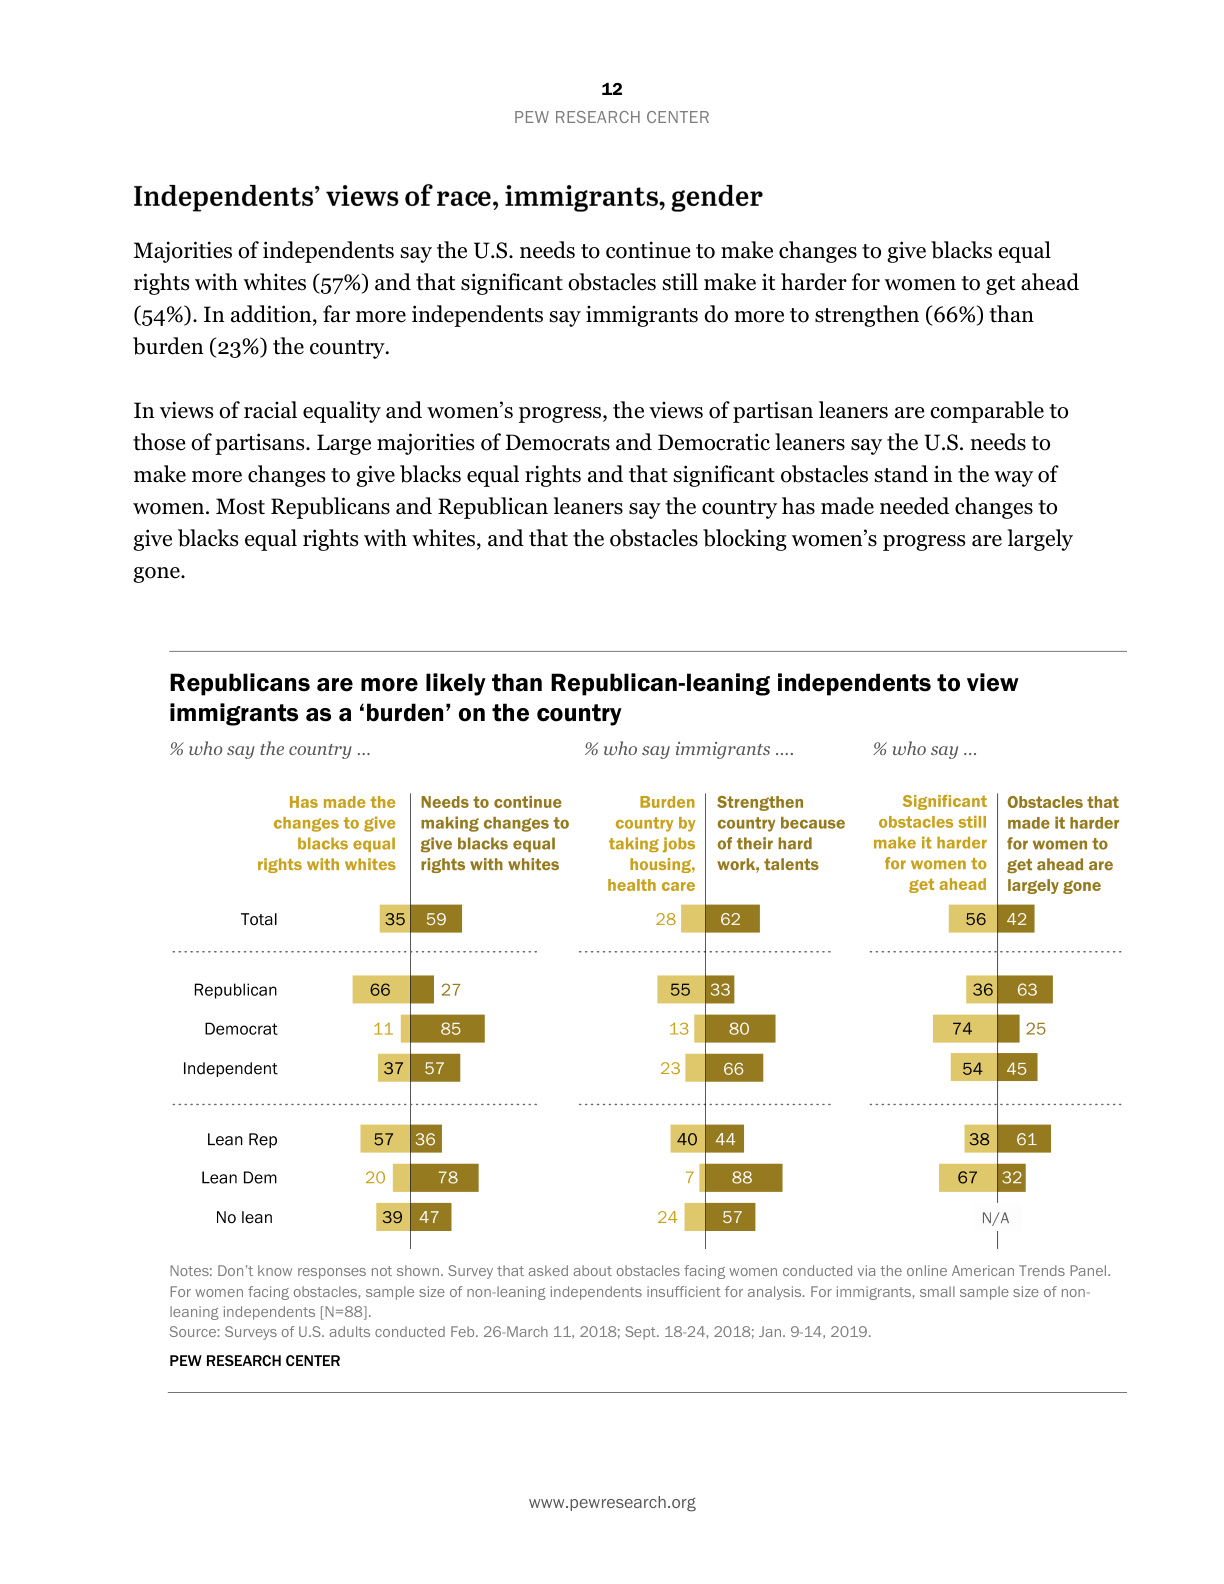 12
PEW RESEARCH CENTER
Independents’ views of race, immigrants, gender
Majorities of independents say the U.S. needs to continue to make changes to give blacks equal
rights with whites (57%) and that significant obstacles still make it harder for women to get ahead
(54%). In addition, far more independents say immigrants do more to strengthen (66%) than
burden (23%) the country.
In views of racial equality and women’s progress, the views of partisan leaners are comparable to
those of partisans. Large majorities of Democrats and Democratic leaners say the U.S. needs to
make more changes to give blacks equal rights and that significant obstacles stand in the way of
women. Most Republicans and Republican leaners say the country has made needed changes to
give blacks equal rights with whites, and that the obstacles blocking women’s progress are largely
gone.
Republicans are more likely than Republican-leaning independents to view
immigrants as a ‘burden’ on the country
% who say the country ...
Has made the
changes to give
blacks equal
rights with whites
Needs to continue
making changes to
give blacks equal
rights with whites
% who say immigrants ....
Burden
country by
taking jobs
housing,
health care
Strengthen
country because
of their hard
work, talents
% who say ...
Significant
obstacles still
make it harder
for women to
get ahead
Obstacles that
made it harder
for women to
get ahead are
largely gone
Total 35 59 28 62 56 42
Republican 66 27 55 33 36 63
Democrat 11 85 13 80 74 25
Independent 37 57 23 66 54 45
Lean Rep 57 36 40 44 38 61
Lean Dem 20 78 7 88 67 32
No lean 39 47 24 57 N/A
Notes: Don’t know responses not shown. Survey that asked about obstacles facing women conducted via the online American Trends Panel.
For women facing obstacles, sample size of non-leaning independents insufficient for analysis. For immigrants, small sample size of non-
leaning independents [N=88].
Source: Surveys of U.S. adults conducted Feb. 26-March 11, 2018; Sept. 18-24, 2018; Jan. 9-14, 2019.
PEW RESEARCH CENTER
www.pewresearch.org